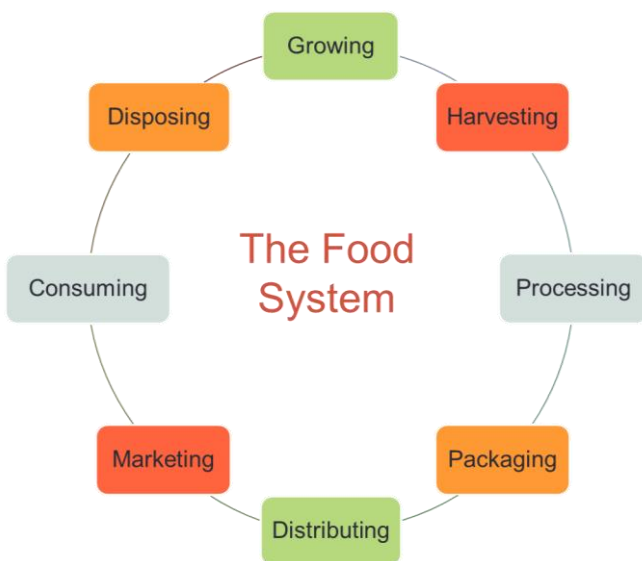 Growing
Harvesting
Processing
Packaging
Distributing
Marketing
Consuming
Disposing
The Food
System